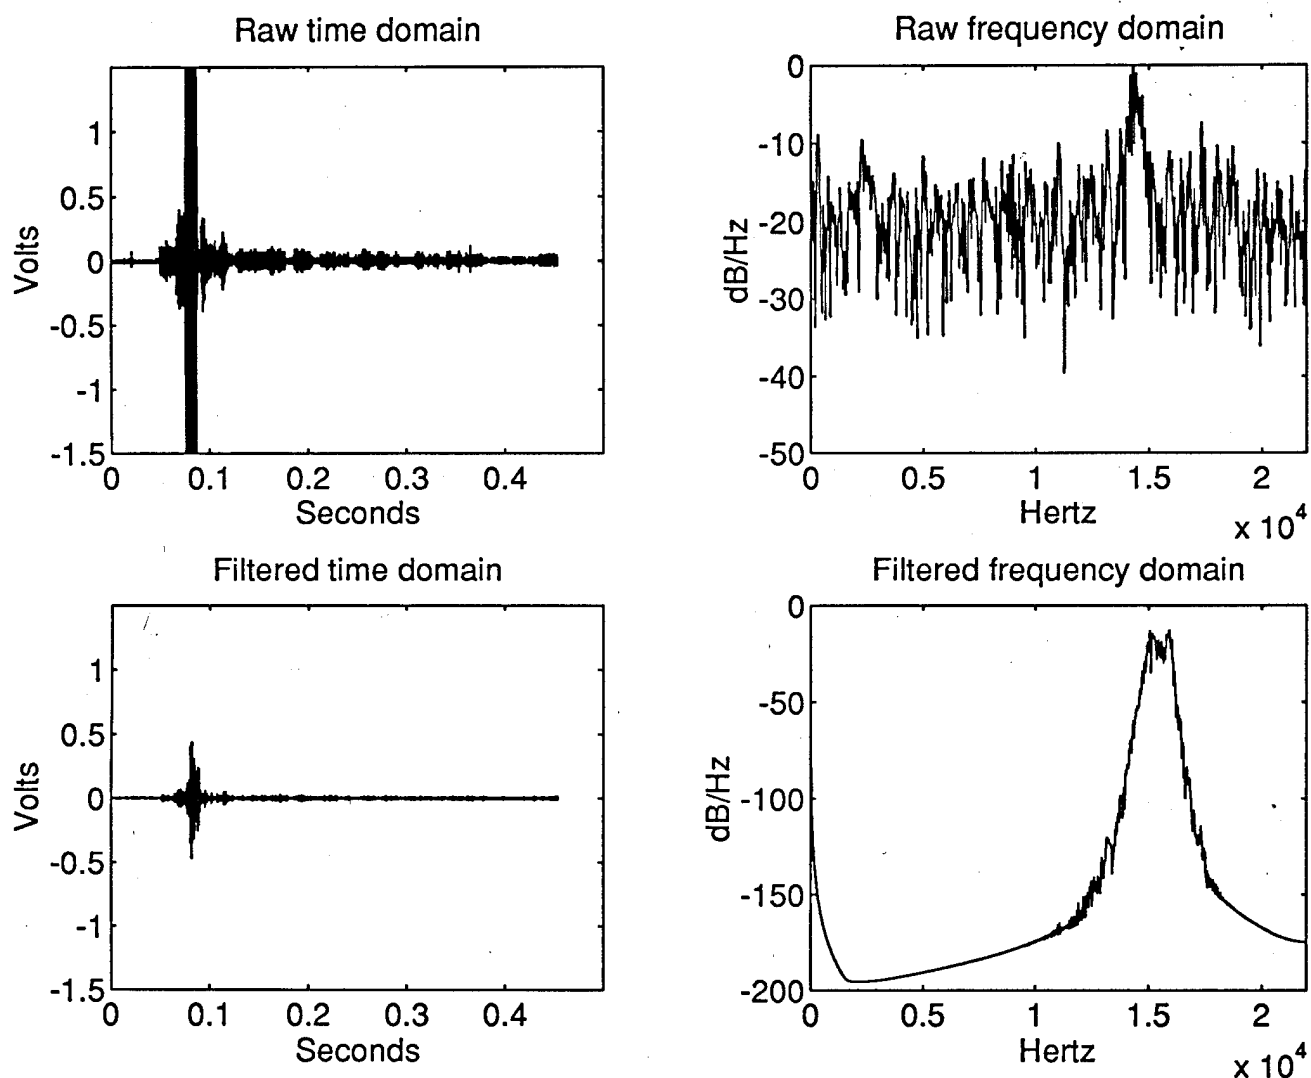 Raw time domain
Volts
1
0.5
0
-0.5
-1
-1.5
0 0.1 0.2 0.3 0.4
Seconds
Raw frequency domain
dB/Hz
0
-10
-20
-30
-40
-50
0 0.5 1 1.5 2
Hertz
x 10⁴
Filtered time domain
Volts
1
0.5
0
-0.5
-1
-1.5
0 0.1 0.2 0.3 0.4
Seconds
Filtered frequency domain
dB/Hz
0
-50
-100
-150
-200
0 0.5 1 1.5 2
Hertz
x 10⁴